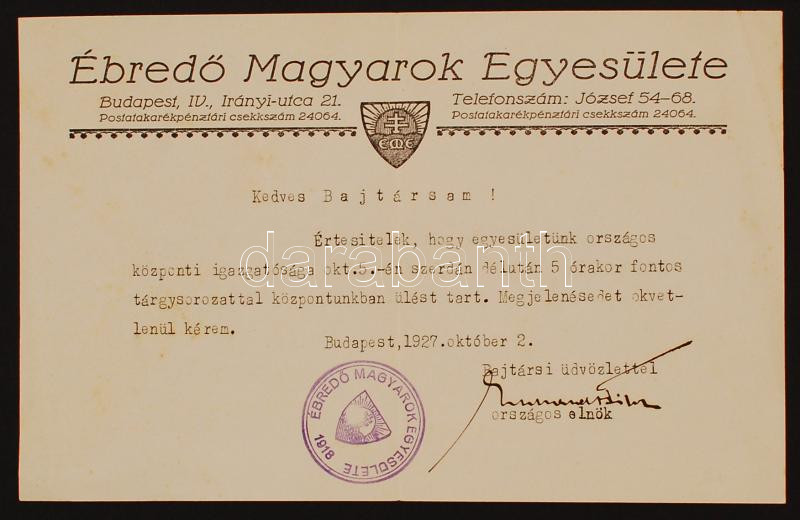 Ébredő Magyarok Egyesülete
Budapest, IV., Irányi-utca 21.
Postatakarékpénztári csekkszám 24064.
Telefonszám: József 54–68.
Postatakarékpénztári csekkszám 24064.
EME
Kedves Bajtársam !
Értesitelek, hogy egyesületünk országos
központi igazgatósága okt.5.-én szerdán délután 5 órakor fontos
tárgysorozattal központunkban ülést tart. Megjelenésedet okvet-
lenül kérem.
Budapest,1927.október 2.
Bajtársi üdvözlettel
országos elnök
ÉBREDŐ MAGYAROK EGYESÜLETE
1918
darabanth